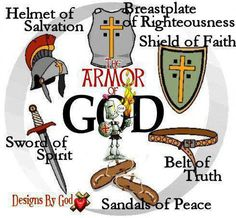 Helmet of
Salvation
Breastplate
of Righteousness
Shield of Faith
THE
ARMOR
OF
GOD
Sword of
Spirit
Belt of
Truth
Designs By God
Sandals of Peace